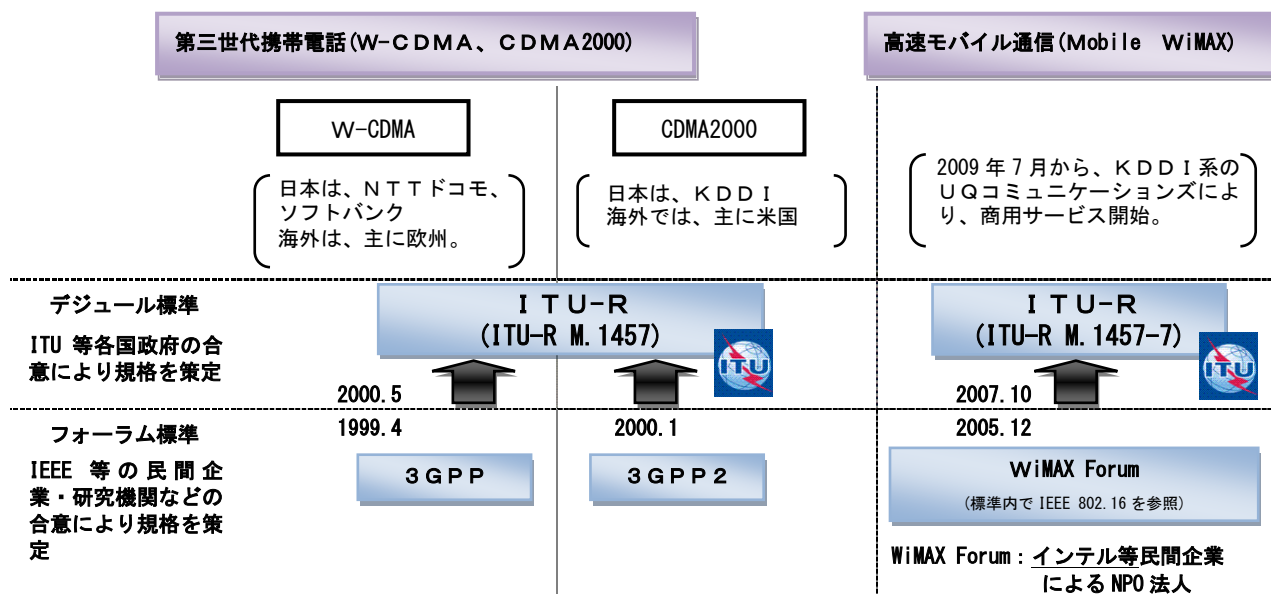 第三世代携帯電話(W-CDMA、CDMA2000)
高速モバイル通信(Mobile WiMAX)
W-CDMA
CDMA2000
日本は、NTTドコモ、
ソフトバンク
海外は、主に欧州。
日本は、KDDI
海外では、主に米国
2009年7月から、KDDI系の
UQコミュニケーションズによ
り、商用サービス開始。
デジュール標準
ITU 等各国政府の合
意により規格を策定
ITU-R
(ITU-R M.1457)
ITU
2000.5
ITU-R
(ITU-R M.1457-7)
ITU
2007.10
フォーラム標準
IEEE 等の民間企
業・研究機関などの
合意により規格を策
定
1999.4
3GPP
2000.1
3GPP2
2005.12
WiMAX Forum
(標準内で IEEE 802.16 を参照)
WiMAX Forum：インテル等民間企業
による NPO 法人